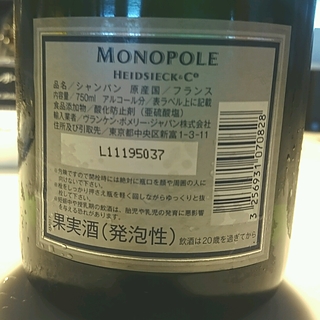 MONOPOLE
HEIDSIECK & Cº
品名／シャンパン 原産国／フランス
内容量／750ml アルコール分／表ラベル上に記載
食品添加物／酸化防止剤（亜硫酸塩）
輸入業者／ヴランケン・ポメリー・ジャパン株式会社
住所及び引取先／東京都中央区新富1-3-11
L11195037
3 256931 070828
果実酒（発泡性）
飲酒は20歳を過ぎてから